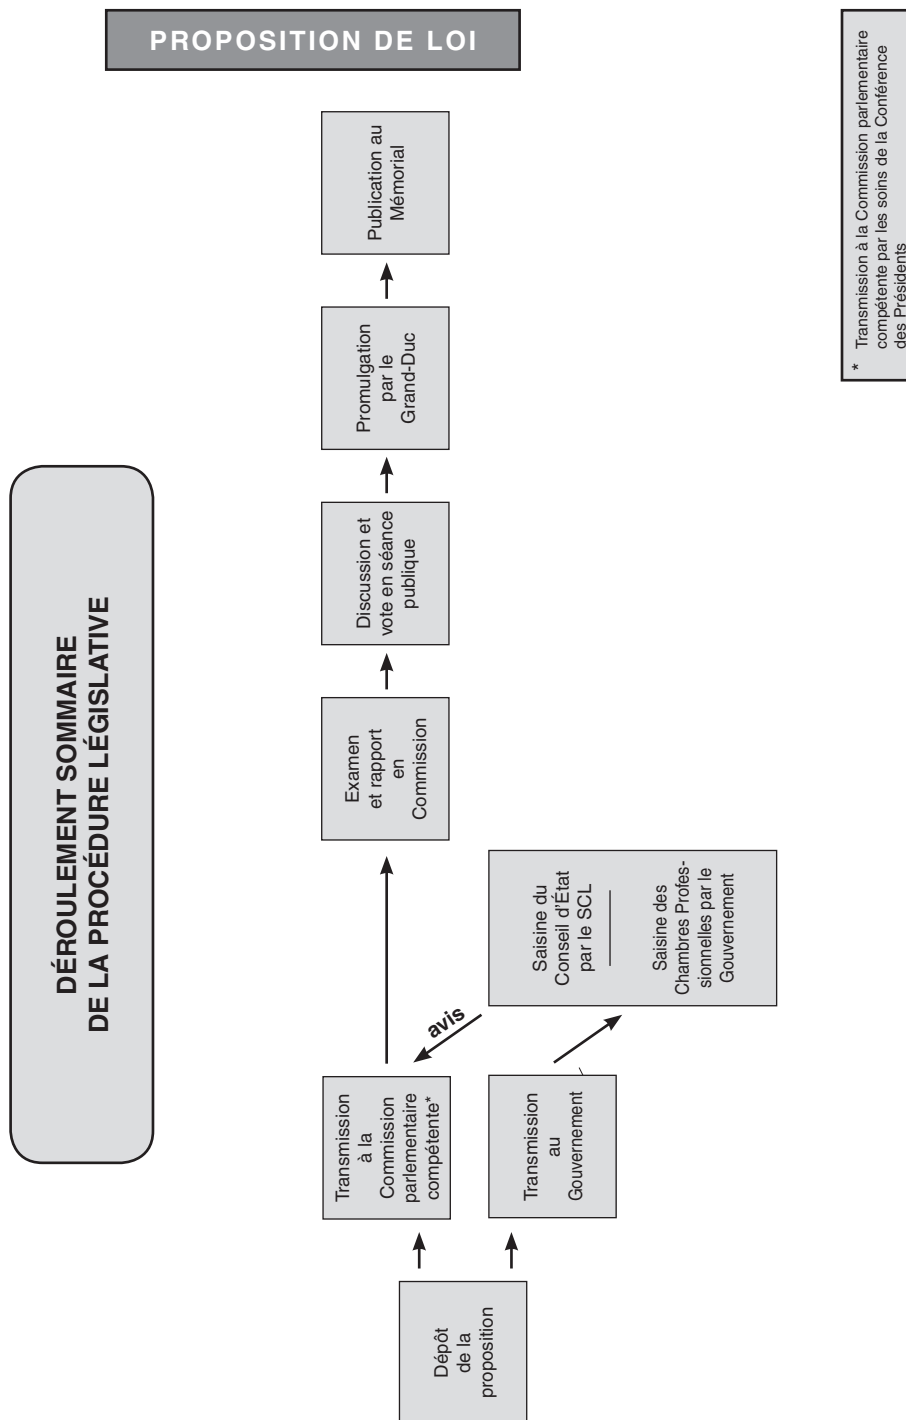 PROPOSITION DE LOI
DÉROULEMENT SOMMAIRE
DE LA PROCÉDURE LÉGISLATIVE
Dépôt
de la
proposition
Transmission
à la
Commission
parlementaire
compétente*
Transmission
au
Gouvernement
avis
Saisine du
Conseil d'État
par le SCL
Saisine des
Chambres Profes-
sionnelles par le
Gouvernement
Examen
et rapport
en
Commission
Discussion et
vote en séance
publique
Promulgation
par le
Grand-Duc
Publication au
Mémorial
* Transmission à la Commission parlementaire
compétente par les soins de la Conférence
des Présidents